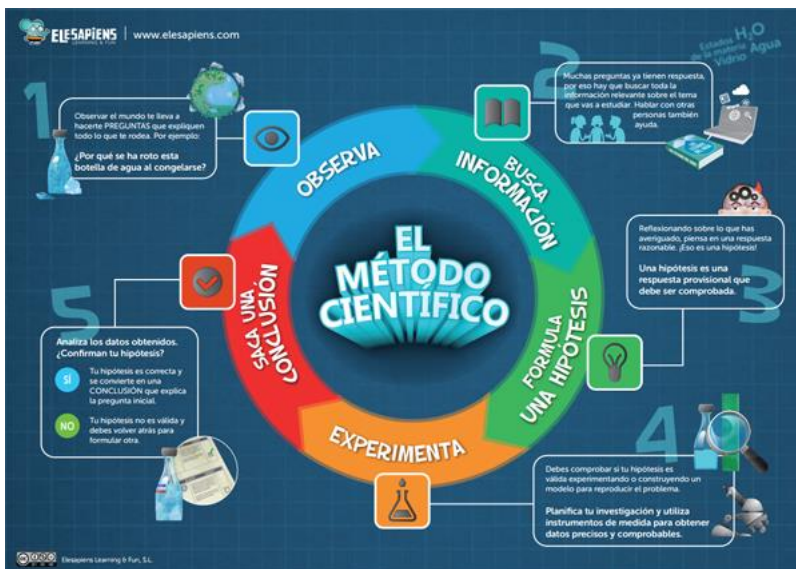 ELESAPIENS
LEARNING & FUN
www.elesapiens.com
1
Observar el mundo te lleva a
hacerte PREGUNTAS que expliquen
todo lo que te rodea. Por ejemplo:
¿Por qué se ha roto esta
botella de agua al congelarse?
OBSERVA
2
Estados
de la materia
H2O
Vidrio
Agua
Muchas preguntas ya tienen respuesta,
por eso hay que buscar toda la
información relevante sobre el tema
que vas a estudiar. Hablar con otras
personas también
ayuda.
BUSCA
INFORMACIÓN
3
Reflexionando sobre lo que has
averiguado, piensa en una respuesta
razonable. ¡Eso es una hipótesis!
Una hipótesis es una
respuesta provisional que
debe ser comprobada.
FORMULA
UNA HIPÓTESIS
EL
MÉTODO
CIENTÍFICO
4
Debes comprobar si tu hipótesis es
válida experimentando o construyendo un
modelo para reproducir el problema.
Planifica tu investigación y utiliza
instrumentos de medida para obtener
datos precisos y comprobables.
EXPERIMENTA
5
Analiza los datos obtenidos.
¿Confirman tu hipótesis?
SÍ
Tu hipótesis es correcta y
se convierte en una
CONCLUSIÓN que explica
la pregunta inicial.
NO
Tu hipótesis no es válida y
debes volver atrás para
formular otra.
SACA UNA
CONCLUSIÓN
Elesapiens Learning & Fun, S.L.